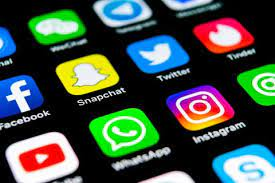 WeChat
Twitter
Tinder
Snapchat
Facebook
WhatsApp
Instagram